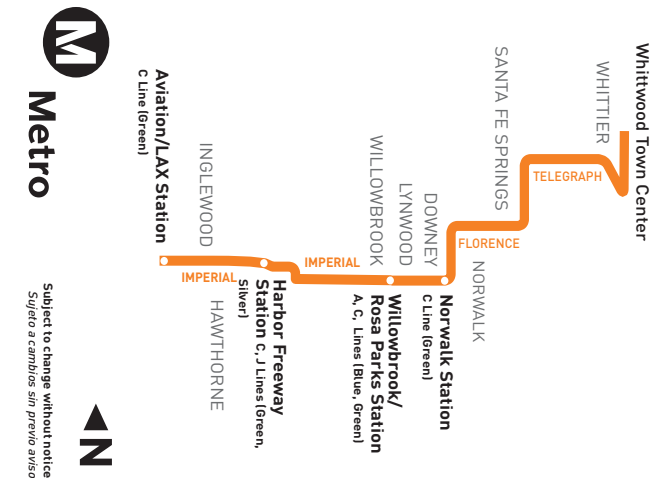 M
Metro
Aviation/LAX Station
C Line (Green)
INGLEWOOD
IMPERIAL
HAWTHORNE
Harbor Freeway
Station C, J Lines (Green,
Silver)
IMPERIAL
WILLOWBROOK
LYNWOOD
DOWNEY
Willowbrook/
Rosa Parks Station
A, C, Lines (Blue, Green)
Norwalk Station
C Line (Green)
NORWALK
FLORENCE
SANTA FE SPRINGS
TELEGRAPH
WHITTIER
Whittwood Town Center
N
Subject to change without notice
Sujeto a cambios sin previo aviso